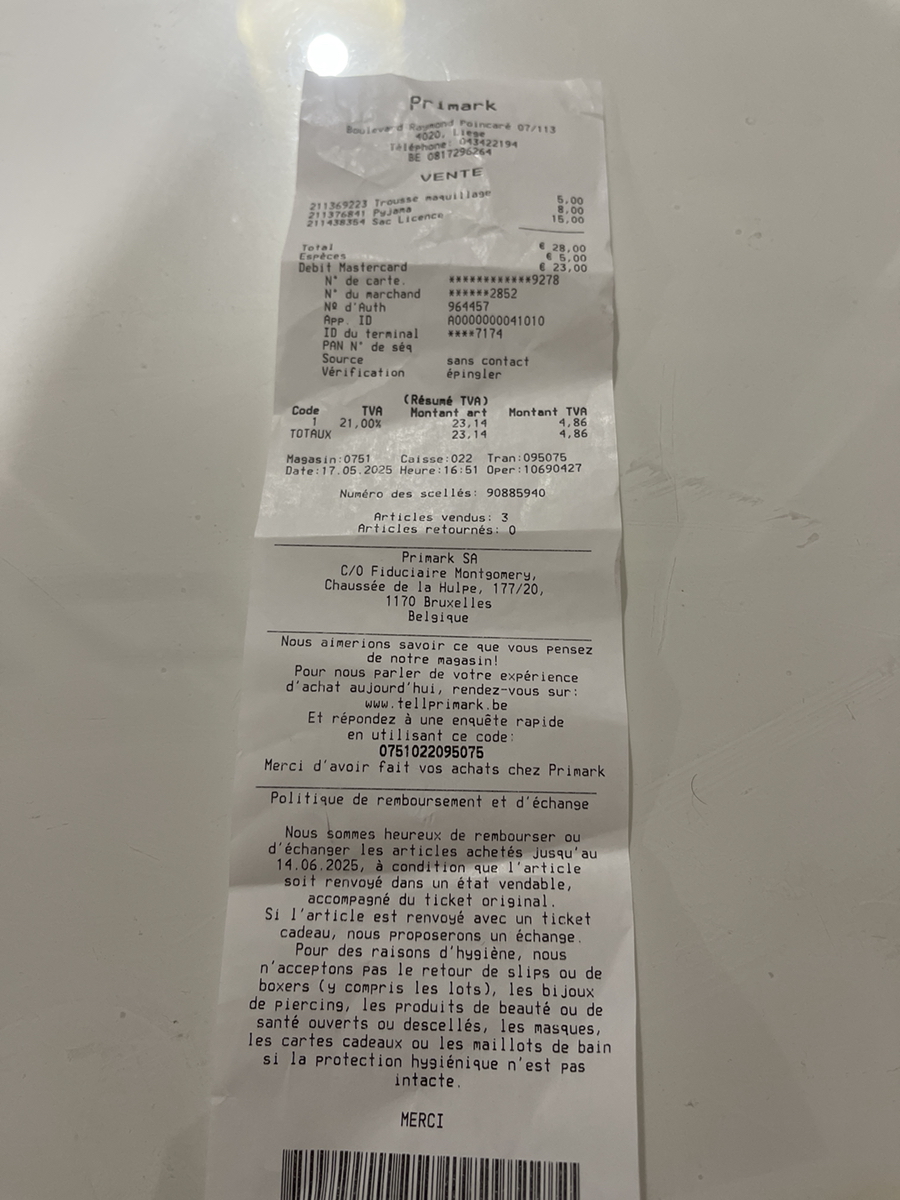 Primark
Boulevard Raymond Poincaré 07/113
4020, Liège
Téléphone: 043422194
BE 0817296264
VENTE
211369223 Trousse maquillage 5,00
211376841 Pyjama 8,00
211438354 Sac Licence 15,00
Total € 28,00
Espèces € 5,00
Debit Mastercard € 23,00
N° de carte. ************9278
N° du marchand ******2852
Nº d'Auth 964457
App. ID A0000000041010
ID du terminal ****7174
PAN N° de séq
Source sans contact
Vérification épingler
(Résumé TVA)
Code TVA Montant art Montant TVA
1 21,00% 23,14 4,86
TOTAUX 23,14 4,86
Magasin:0751 Caisse:022 Tran:095075
Date:17.05.2025 Heure:16:51 Oper:10690427
Numéro des scellés: 90885940
Articles vendus: 3
Articles retournés: 0
Primark SA
C/O Fiduciaire Montgomery,
Chaussée de la Hulpe, 177/20,
1170 Bruxelles
Belgique
Nous aimerions savoir ce que vous pensez
de notre magasin!
Pour nous parler de votre expérience
d'achat aujourd'hui, rendez-vous sur:
www.tellprimark.be
Et répondez à une enquête rapide
en utilisant ce code:
0751022095075
Merci d'avoir fait vos achats chez Primark
Politique de remboursement et d'échange
Nous sommes heureux de rembourser ou
d'échanger les articles achetés jusqu'au
14.06.2025, à condition que l'article
soit renvoyé dans un état vendable,
accompagné du ticket original.
Si l'article est renvoyé avec un ticket
cadeau, nous proposerons un échange.
Pour des raisons d'hygiène, nous
n'acceptons pas le retour de slips ou de
boxers (y compris les lots), les bijoux
de piercing, les produits de beauté ou de
santé ouverts ou descellés, les masques,
les cartes cadeaux ou les maillots de bain
si la protection hygiénique n'est pas
intacte.
MERCI